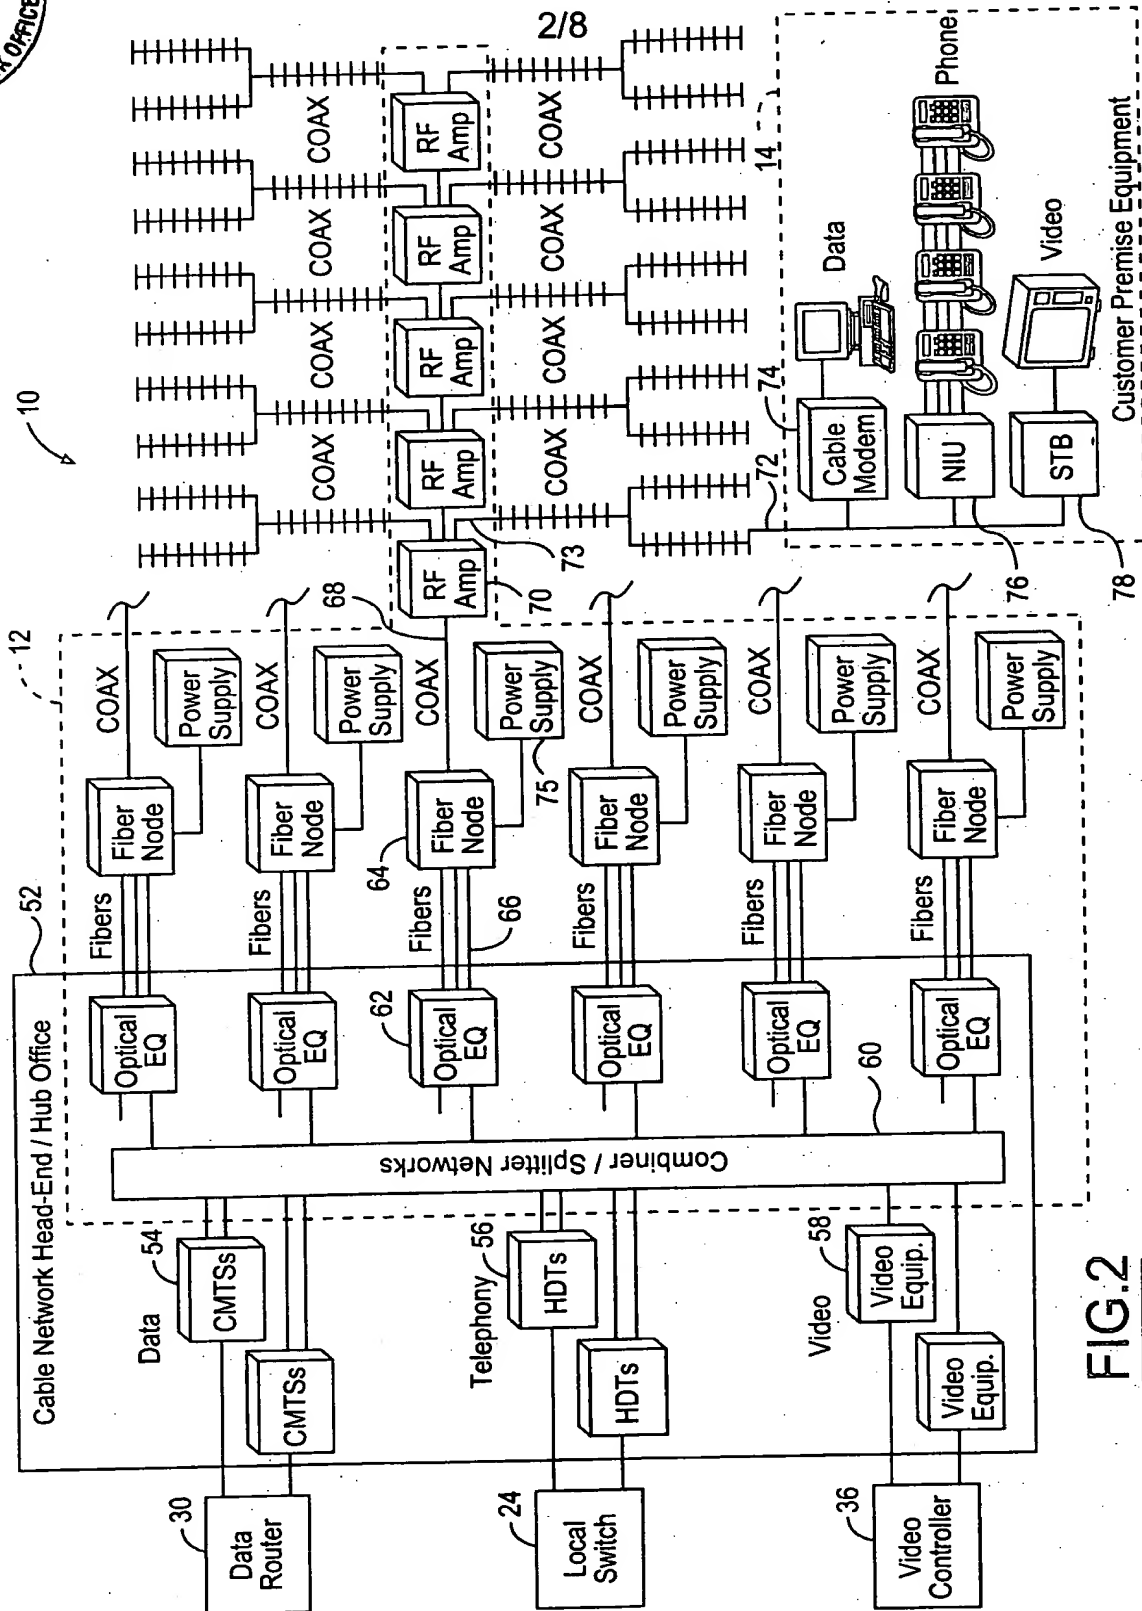 OFFICE
2/8
10
12
14
52
Cable Network Head-End / Hub Office
30
Data
Router
24
Local
Switch
36
Video
Controller
Data
54
CMTSs
CMTSs
Telephony
56
HDTs
HDTs
Video
58
Video
Equip.
Video
Equip.
Combiner / Splitter Networks
60
Optical
EQ
Optical
EQ
62
Optical
EQ
Optical
EQ
Optical
EQ
Optical
EQ
Fibers
Fibers
Fibers
66
Fibers
Fibers
Fibers
Fiber
Node
Fiber
Node
64
Fiber
Node
Fiber
Node
Fiber
Node
Fiber
Node
COAX
Power
Supply
COAX
Power
Supply
COAX
68
Power
Supply
75
COAX
Power
Supply
COAX
Power
Supply
COAX
Power
Supply
RF
Amp
70
RF
Amp
RF
Amp
RF
Amp
RF
Amp
COAX
COAX
COAX
COAX
COAX
COAX
COAX
COAX
73
72
74
Cable
Modem
Data
NIU
76
Phone
STB
78
Video
Customer Premise Equipment
FIG.2